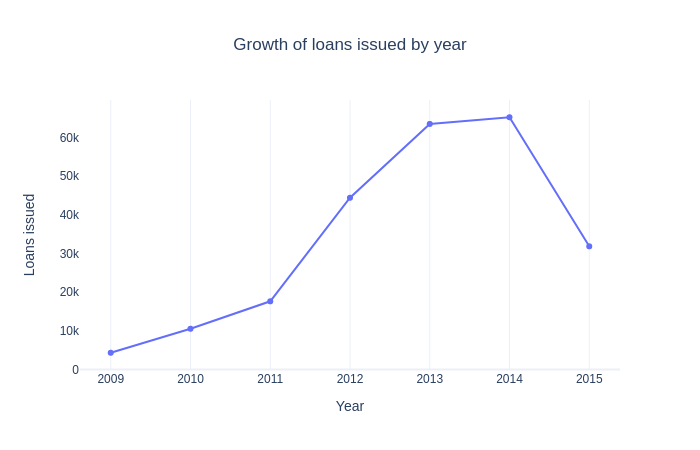 Growth of loans issued by year
Loans issued
60k
50k
40k
30k
20k
10k
0
2009 2010 2011 2012 2013 2014 2015
Year